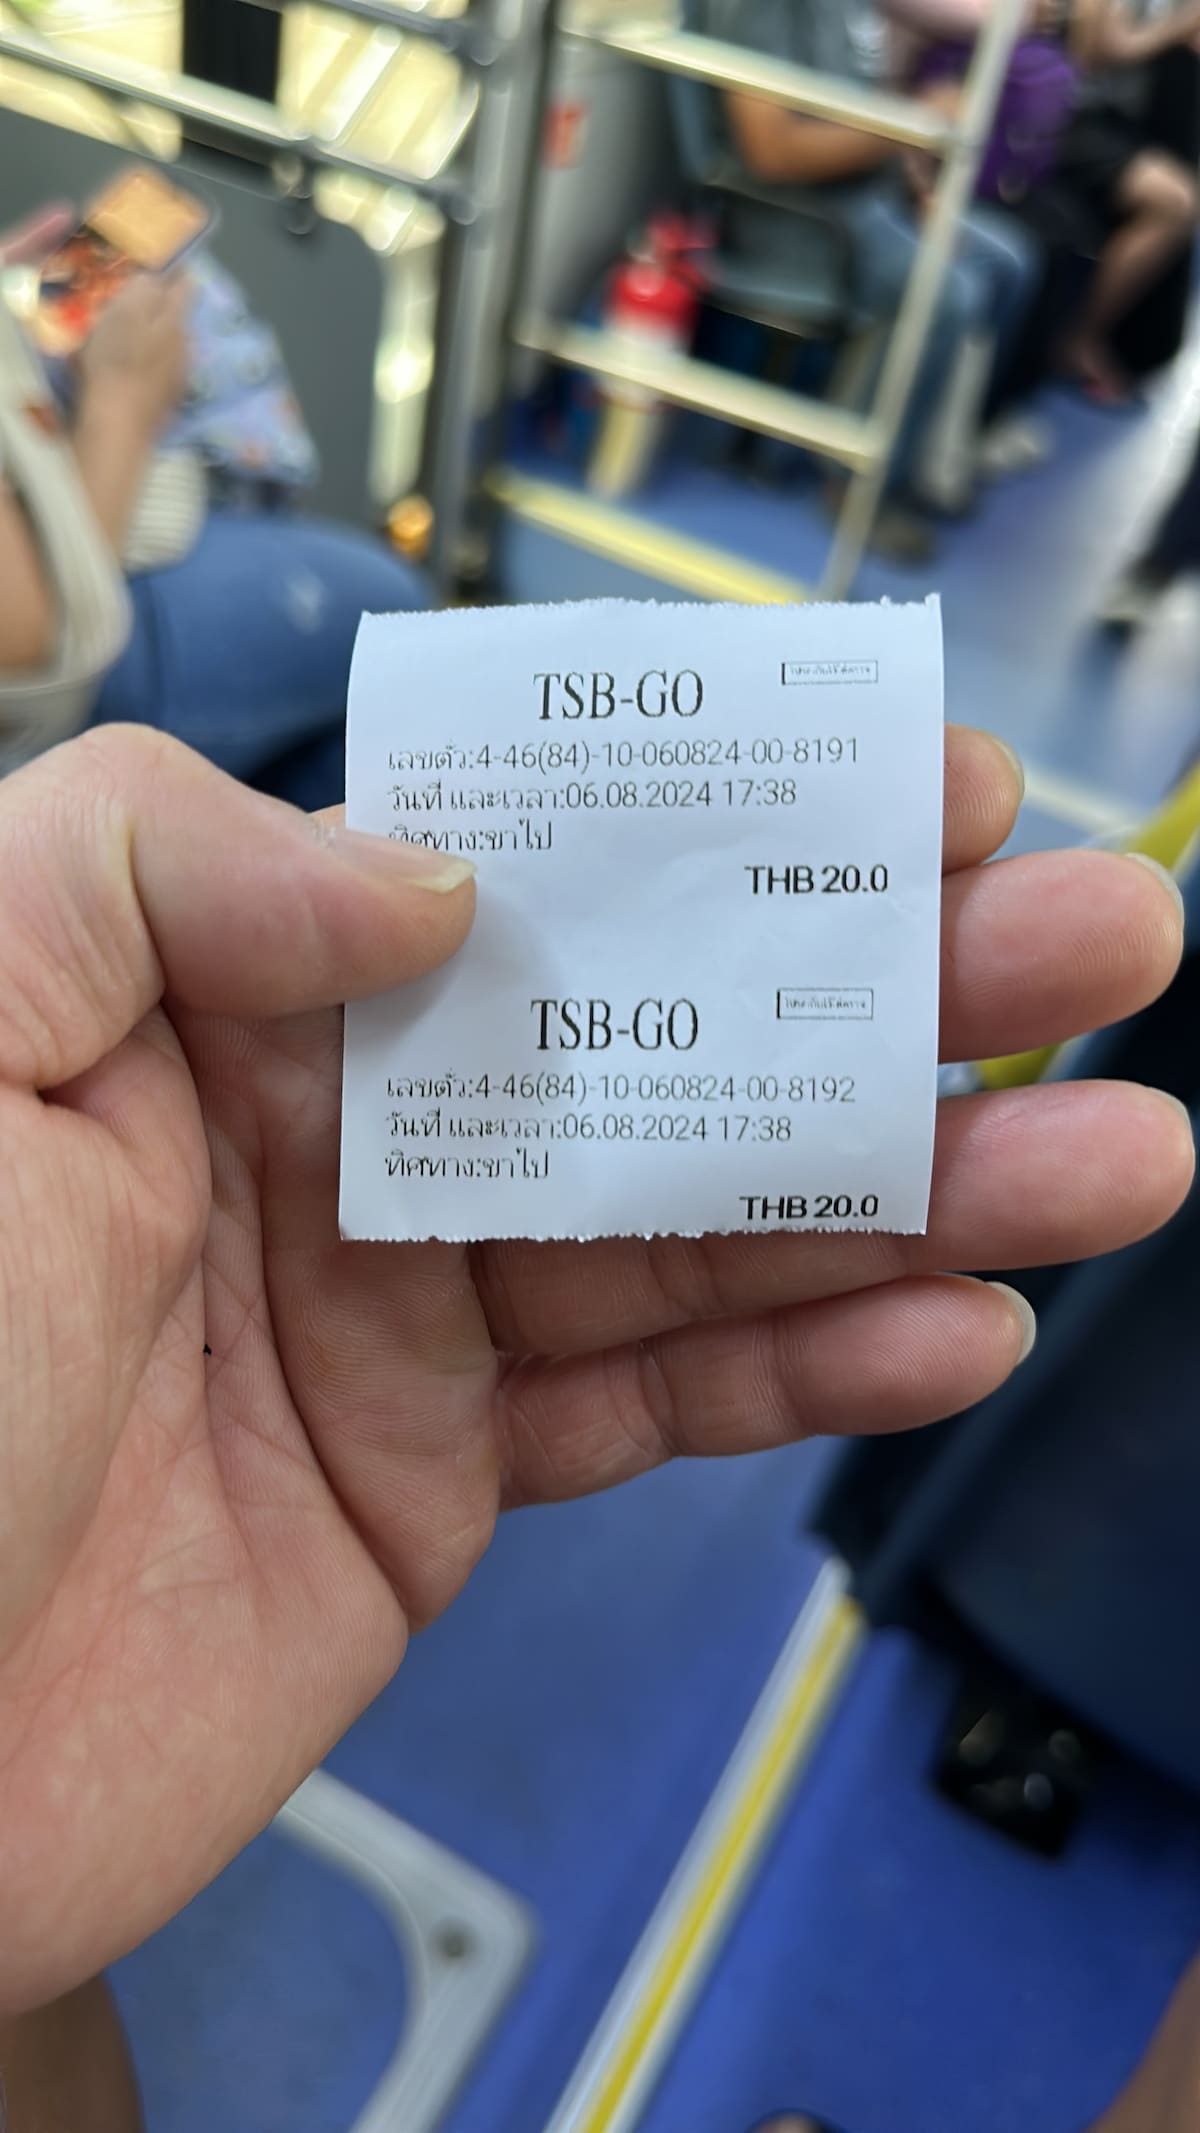 TSB-GO
เลขตั๋ว:4-46(84)-10-060824-00-8191
วันที่ และเวลา:06.08.2024 17:38
ทิศทาง:ขาไป
THB 20.0
TSB-GO
เลขตั๋ว:4-46(84)-10-060824-00-8192
วันที่ และเวลา:06.08.2024 17:38
ทิศทาง:ขาไป
THB 20.0